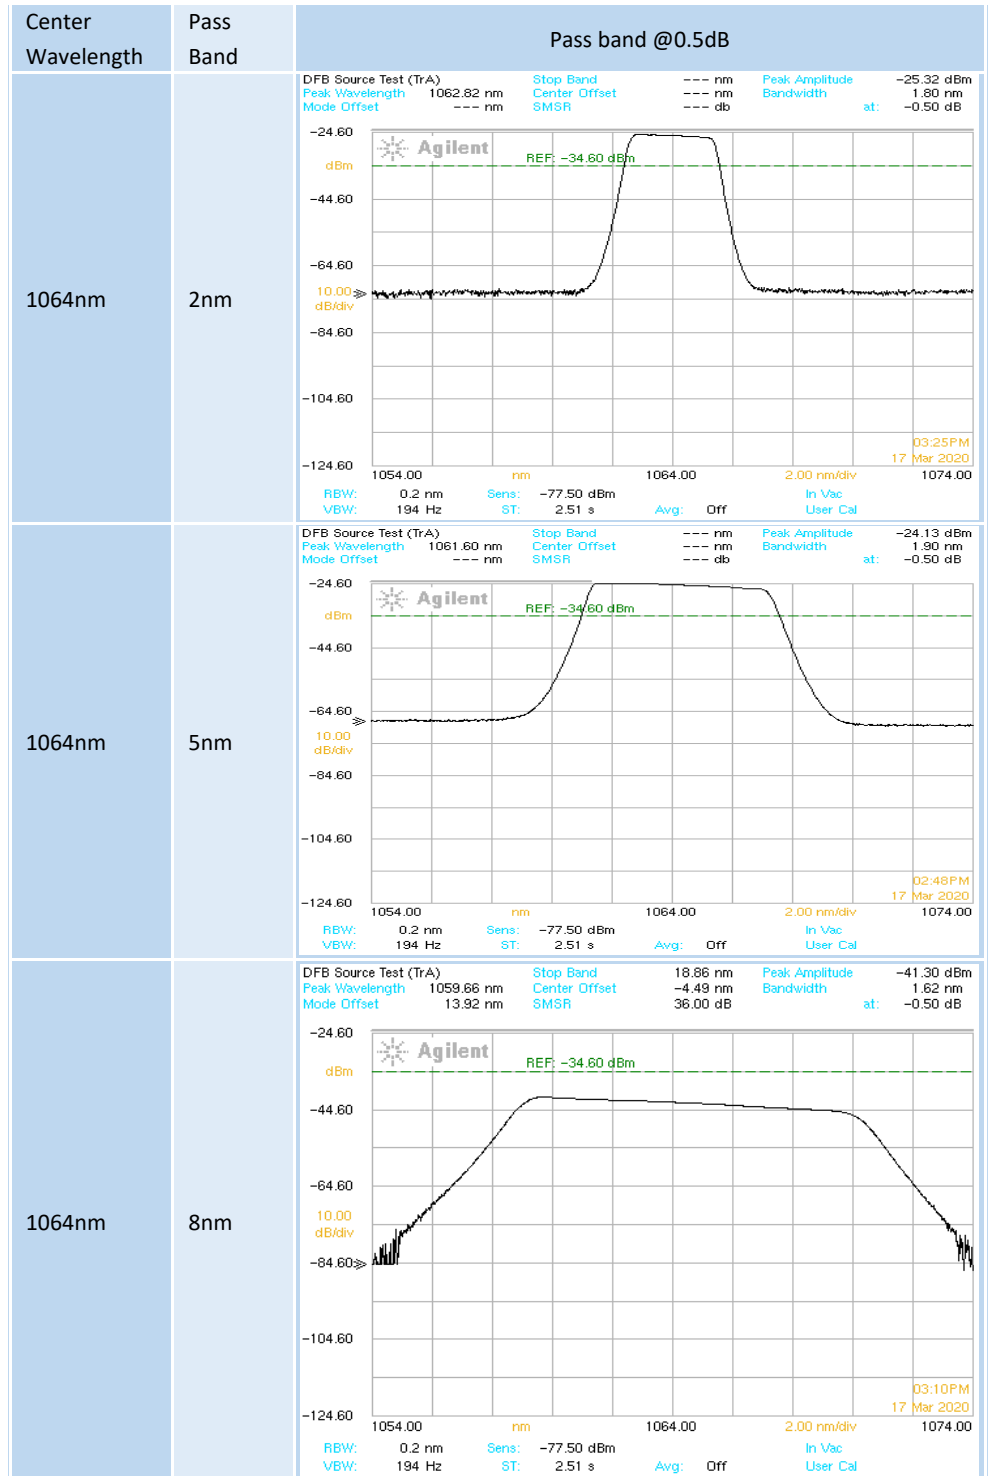 Center Wavelength
Pass Band
Pass band @0.5dB
1064nm
2nm
DFB Source Test (TrA) Stop Band --- nm Peak Amplitude -25.32 dBm
Peak Wavelength 1062.82 nm Center Offset --- nm Bandwidth 1.80 nm
Mode Offset --- nm SMSR --- db at: -0.50 dB
-24.60
Agilent
REF: -34.60 dBm
dBm
-44.60
-64.60
10.00
dB/div
-84.60
-104.60
03:25PM
17 Mar 2020
-124.60
1054.00 nm 1064.00 2.00 nm/div 1074.00
RBW: 0.2 nm Sens: -77.50 dBm In Vac
VBW: 194 Hz ST: 2.51 s Avg: Off User Cal
1064nm
5nm
DFB Source Test (TrA) Stop Band --- nm Peak Amplitude -24.13 dBm
Peak Wavelength 1061.60 nm Center Offset --- nm Bandwidth 1.90 nm
Mode Offset --- nm SMSR --- db at: -0.50 dB
-24.60
Agilent
REF: -34.60 dBm
dBm
-44.60
-64.60
10.00
dB/div
-84.60
-104.60
02:48PM
17 Mar 2020
-124.60
1054.00 nm 1064.00 2.00 nm/div 1074.00
RBW: 0.2 nm Sens: -77.50 dBm In Vac
VBW: 194 Hz ST: 2.51 s Avg: Off User Cal
1064nm
8nm
DFB Source Test (TrA) Stop Band 18.86 nm Peak Amplitude -41.30 dBm
Peak Wavelength 1059.66 nm Center Offset -4.49 nm Bandwidth 1.62 nm
Mode Offset 13.92 nm SMSR 36.00 dB at: -0.50 dB
-24.60
Agilent
REF: -34.60 dBm
dBm
-44.60
-64.60
10.00
dB/div
-84.60
-104.60
03:10PM
17 Mar 2020
-124.60
1054.00 nm 1064.00 2.00 nm/div 1074.00
RBW: 0.2 nm Sens: -77.50 dBm In Vac
VBW: 194 Hz ST: 2.51 s Avg: Off User Cal